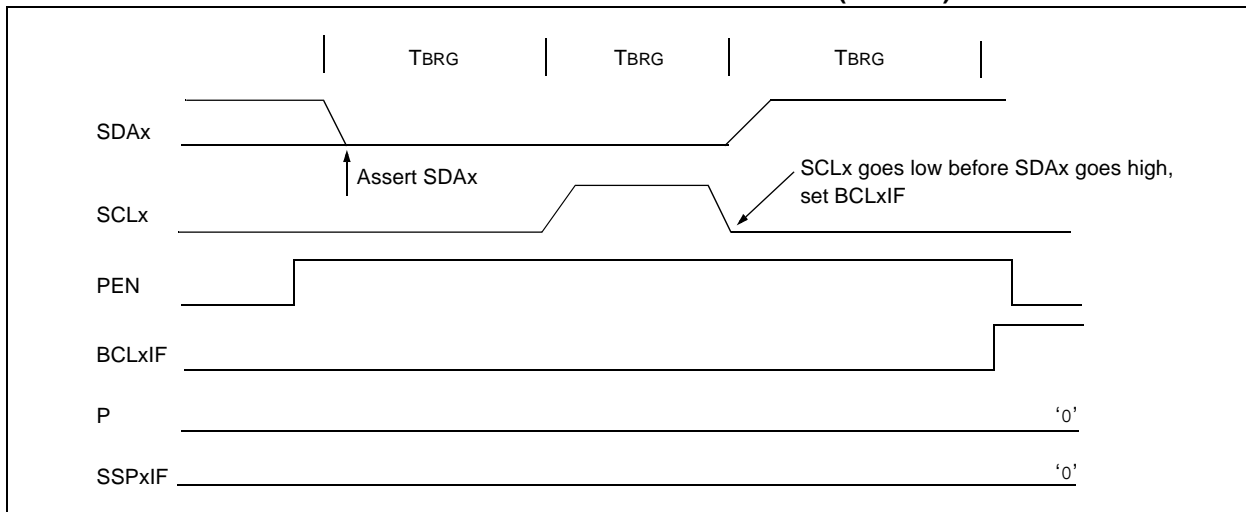 TBRG TBRG TBRG
SDAx
Assert SDAx
SCLx goes low before SDAx goes high,
set BCLxIF
SCLx
PEN
BCLxIF
P ‘0’
SSPxIF ‘0’